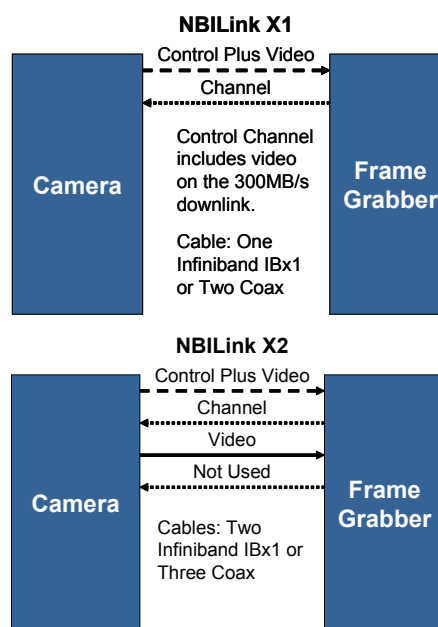 NBILink X1
Control Plus Video
Channel
Control Channel
includes video
on the 300MB/s
downlink.
Cable: One
Infiniband IBx1
or Two Coax
Camera
Frame
Grabber
NBILink X2
Control Plus Video
Channel
Video
Not Used
Cables: Two
Infiniband IBx1 or
Three Coax
Camera
Frame
Grabber